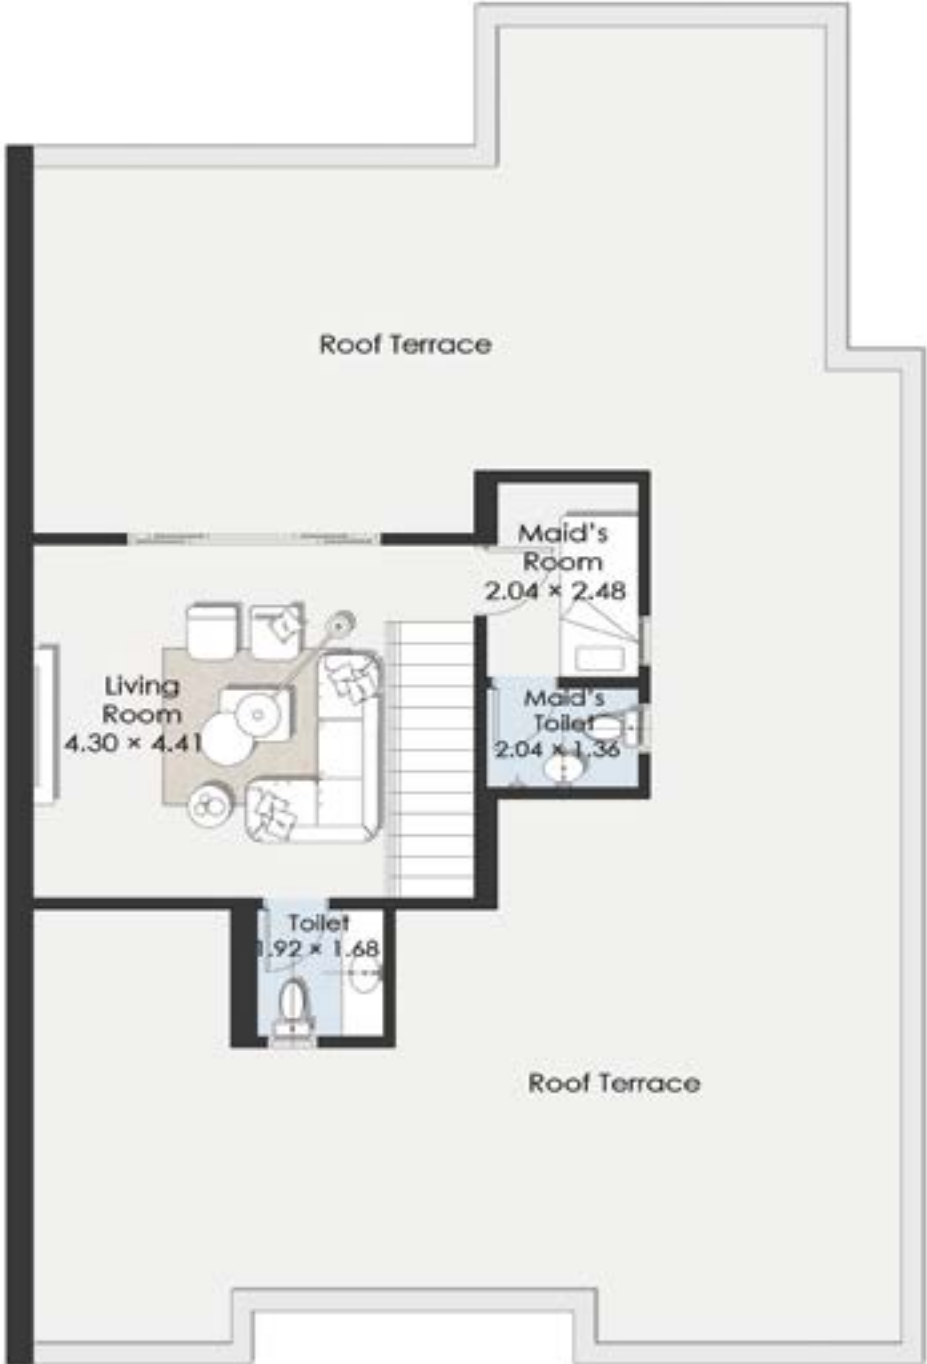 Roof Terrace
Maid's
Room
2.04 × 2.48
Living
Room
4.30 × 4.41
Maid's
Toilet
2.04 × 1.36
Toilet
1.92 × 1.68
Roof Terrace